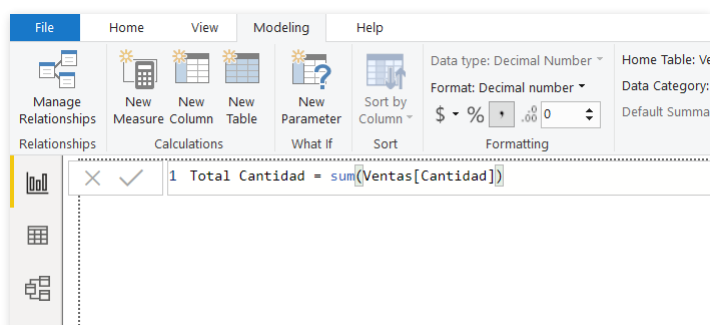 File Home View Modeling Help
Manage Relationships
New Measure
New Column
New Table
New Parameter
Sort by Column
Data type: Decimal Number
Format: Decimal number
$ % , .00 0
Home Table: Ve
Data Category:
Default Summa
Relationships Calculations What If Sort Formatting
1 Total Cantidad = sum(Ventas[Cantidad])